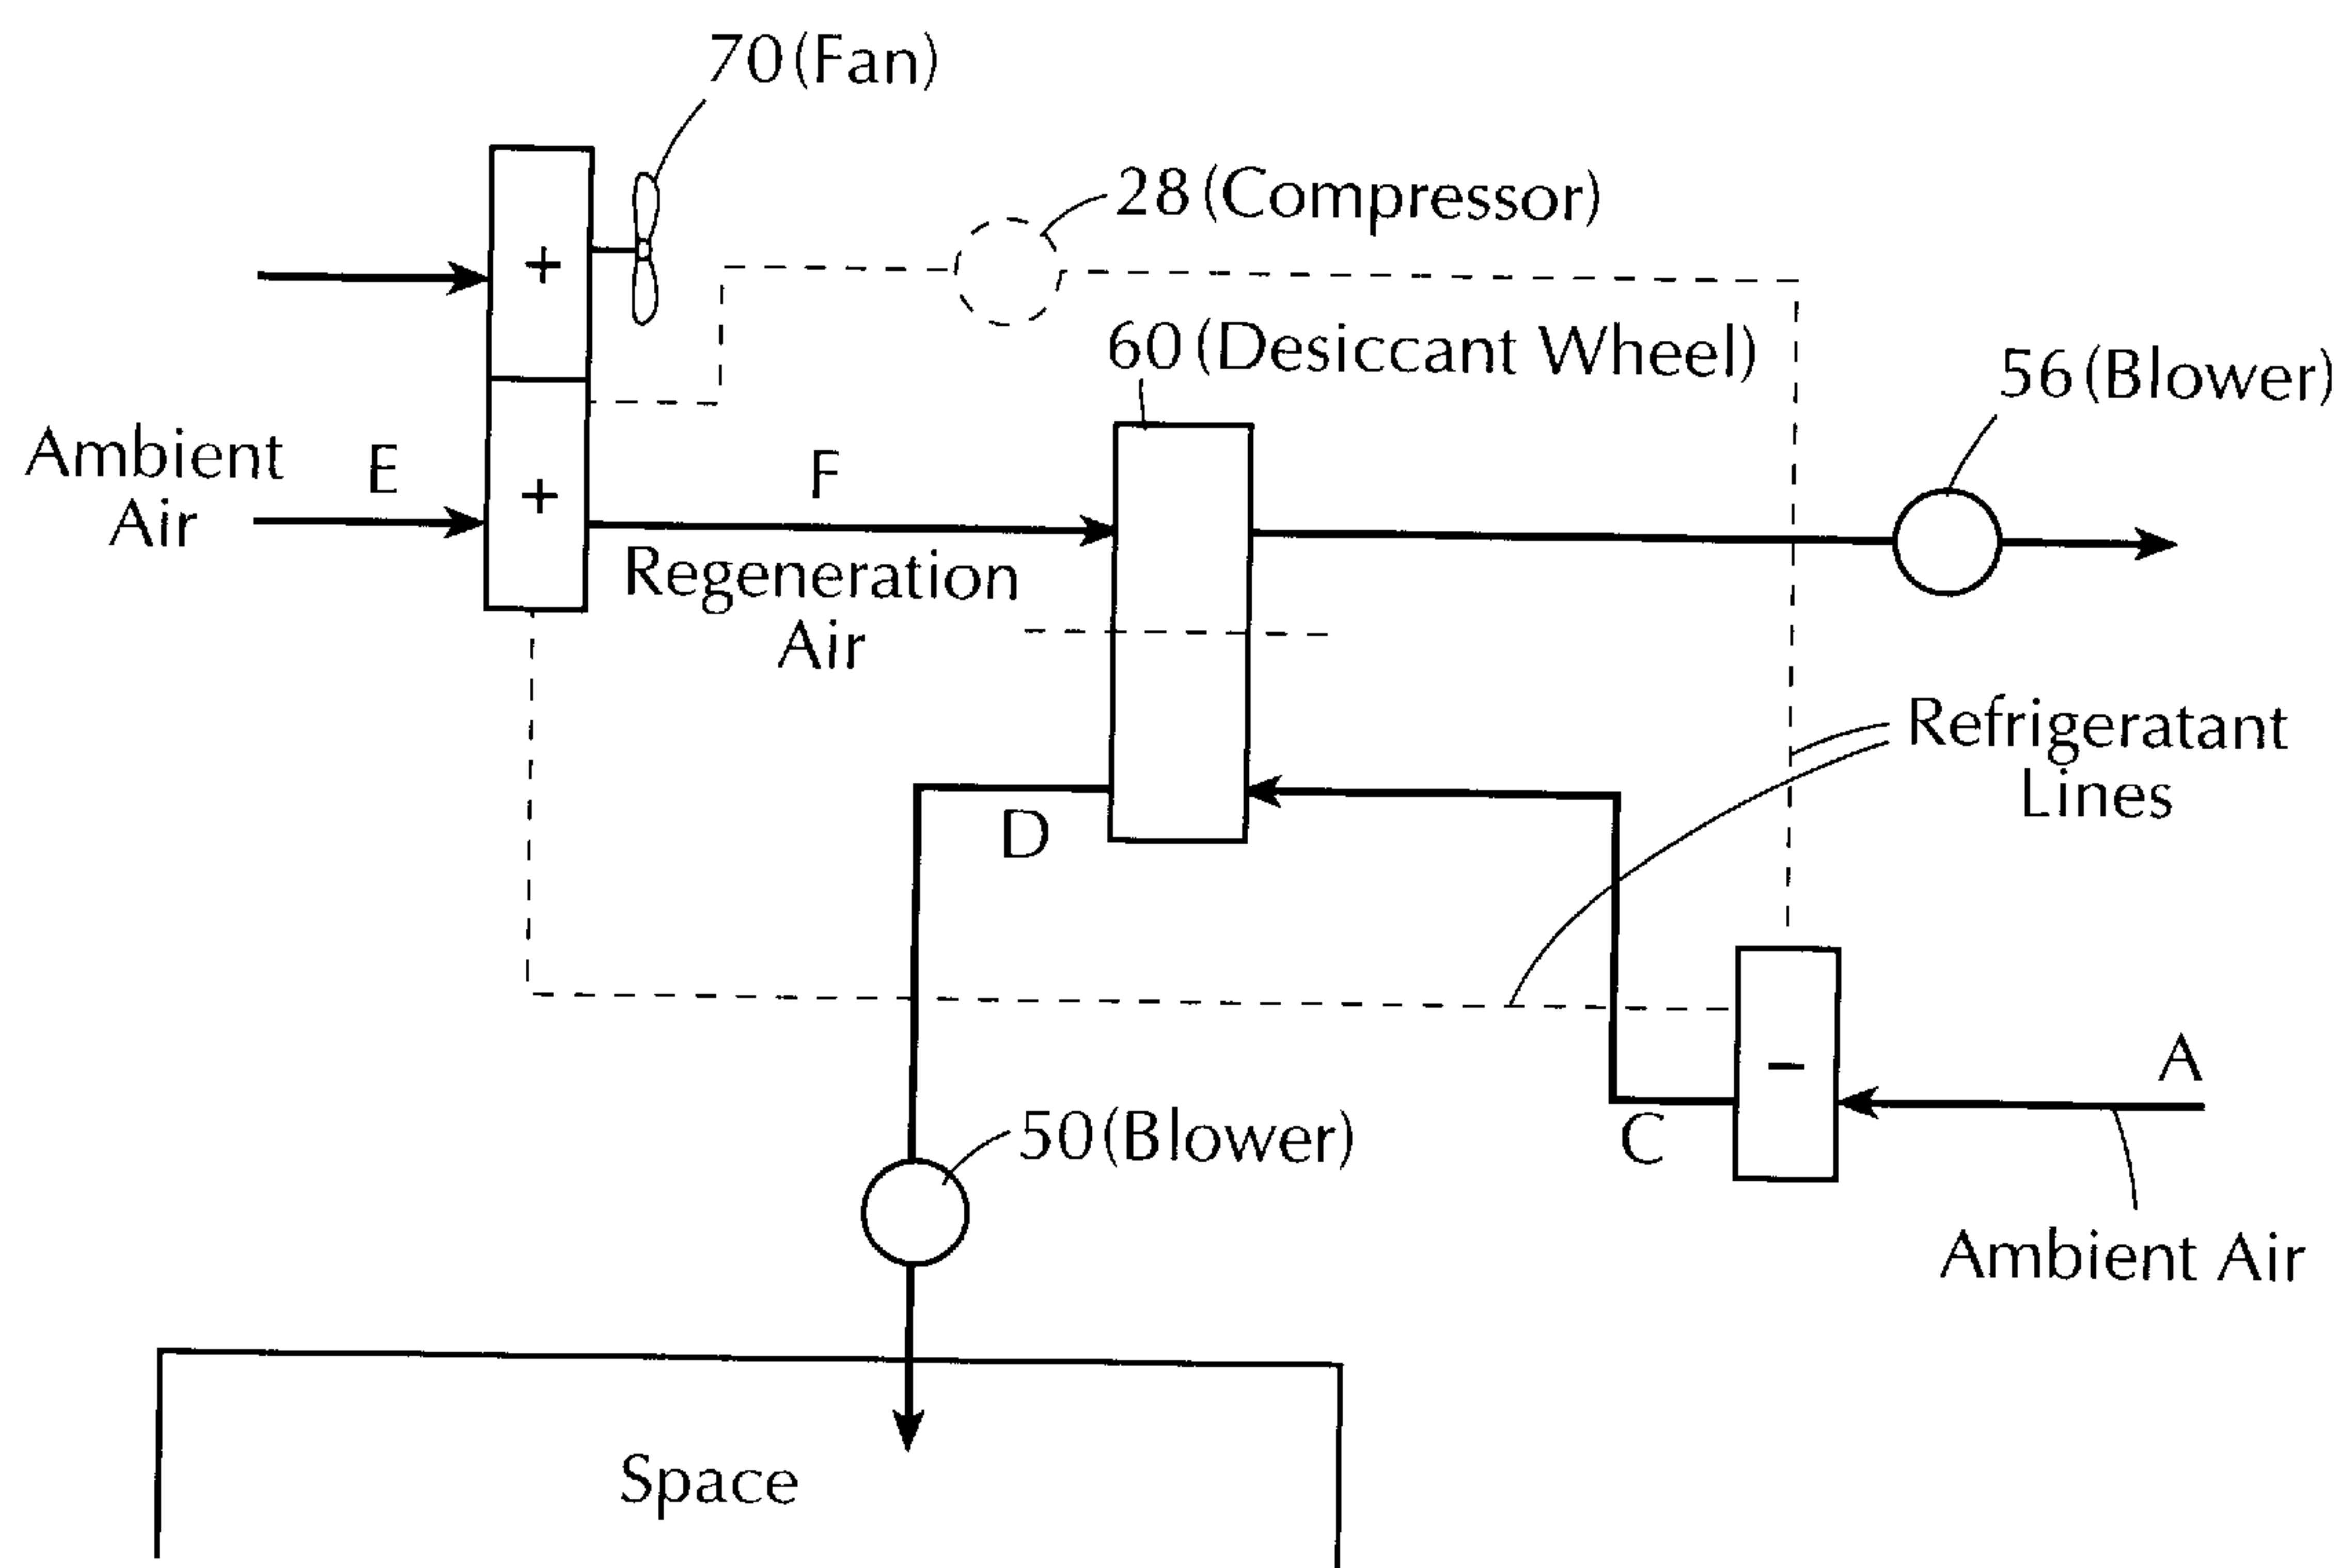 70 (Fan)
28 (Compressor)
60 (Desiccant Wheel)
56 (Blower)
+
Ambient
Air
E
+
F
Regeneration
Air
Refrigeratant
Lines
D
A
−
C
50 (Blower)
Ambient Air
Space